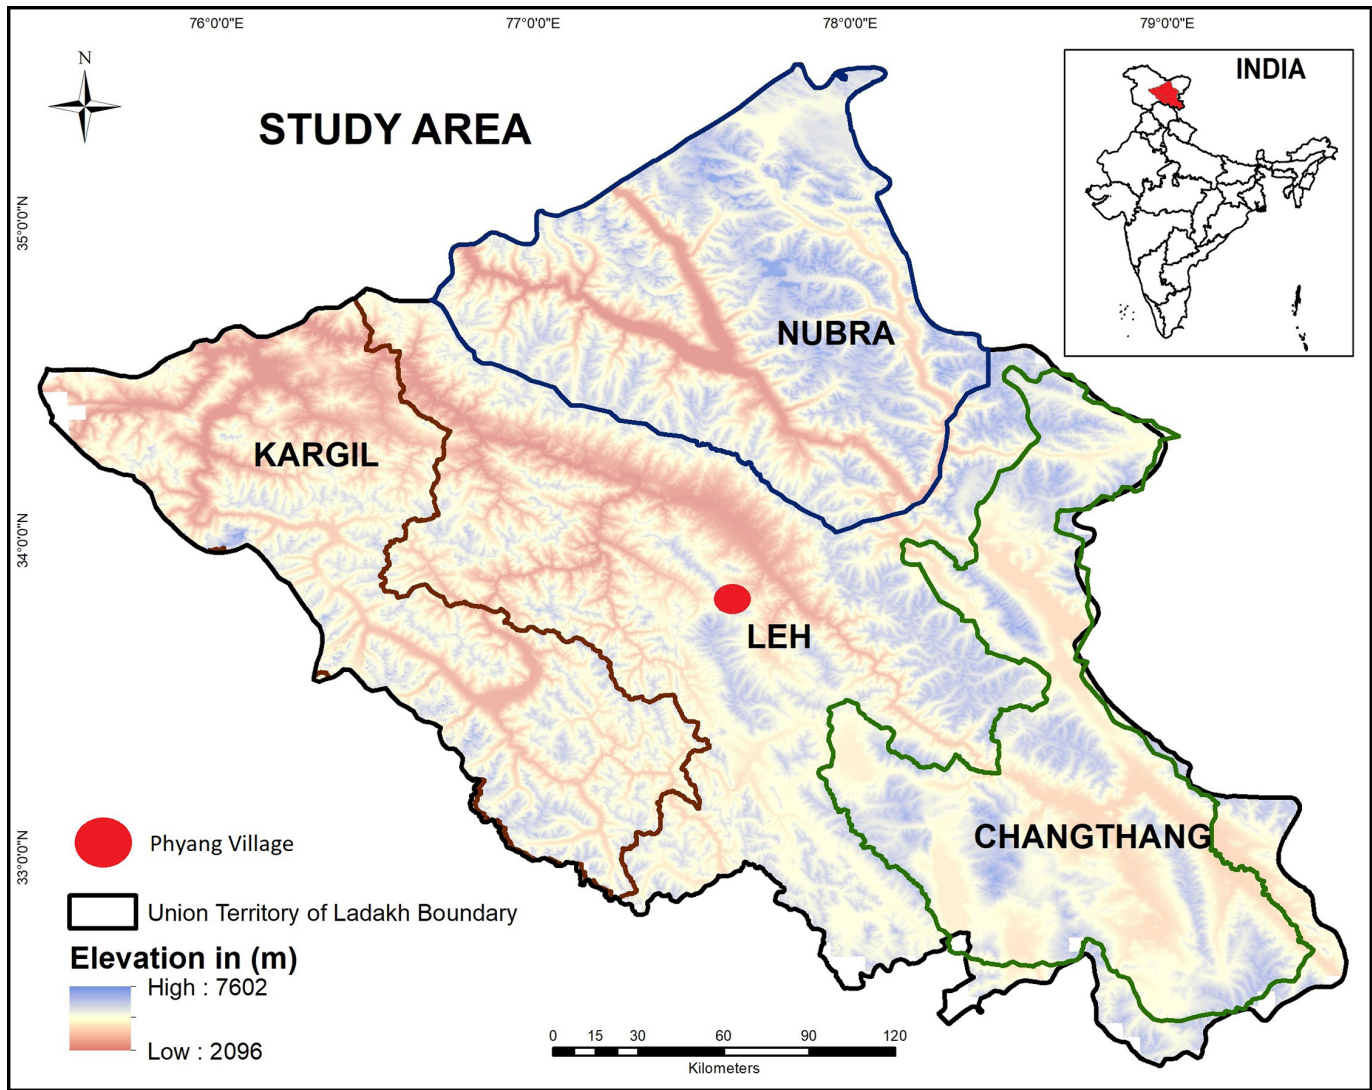 76°0'0"E 77°0'0"E 78°0'0"E 79°0'0"E
N
INDIA
STUDY AREA
35°0'0"N
NUBRA
KARGIL
34°0'0"N
LEH
CHANGTHANG
33°0'0"N
Phyang Village
Union Territory of Ladakh Boundary
Elevation in (m)
High : 7602
Low : 2096
0 15 30 60 90 120
Kilometers